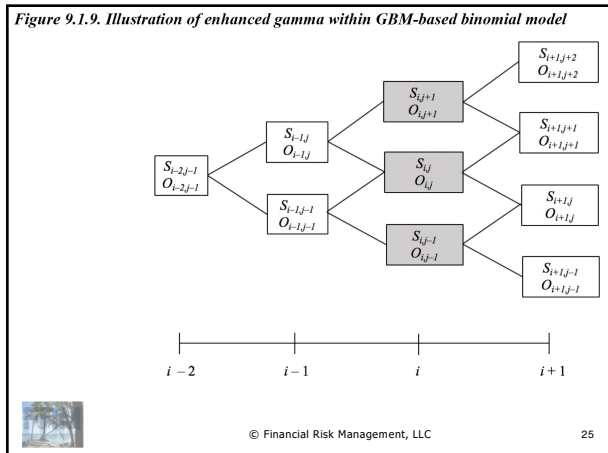 Figure 9.1.9. Illustration of enhanced gamma within GBM-based binomial model
S_{i+1,j+2}
O_{i+1,j+2}
S_{i,j+1}
O_{i,j+1}
S_{i+1,j+1}
O_{i+1,j+1}
S_{i–1,j}
O_{i–1,j}
S_{i–2,j–1}
O_{i–2,j–1}
S_{i,j}
O_{i,j}
S_{i+1,j}
O_{i+1,j}
S_{i–1,j–1}
O_{i–1,j–1}
S_{i,j–1}
O_{i,j–1}
S_{i+1,j–1}
O_{i+1,j–1}
i – 2 i – 1 i i + 1
© Financial Risk Management, LLC 25